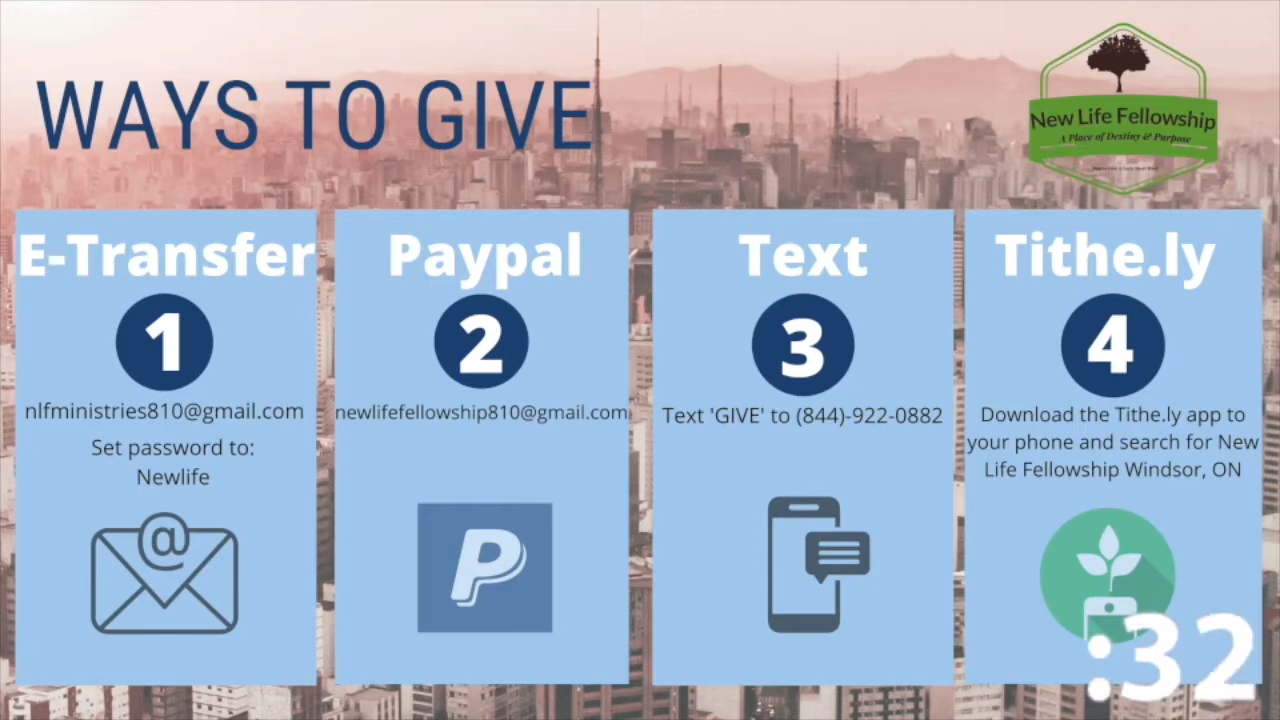 WAYS TO GIVE
New Life Fellowship
A Place of Destiny & Purpose
E-Transfer
1
nlfministries810@gmail.com
Set password to:
Newlife
@
Paypal
2
newlifefellowship810@gmail.com
P
Text
3
Text 'GIVE' to (844)-922-0882
Tithe.ly
4
Download the Tithe.ly app to
your phone and search for New
Life Fellowship Windsor, ON
:32